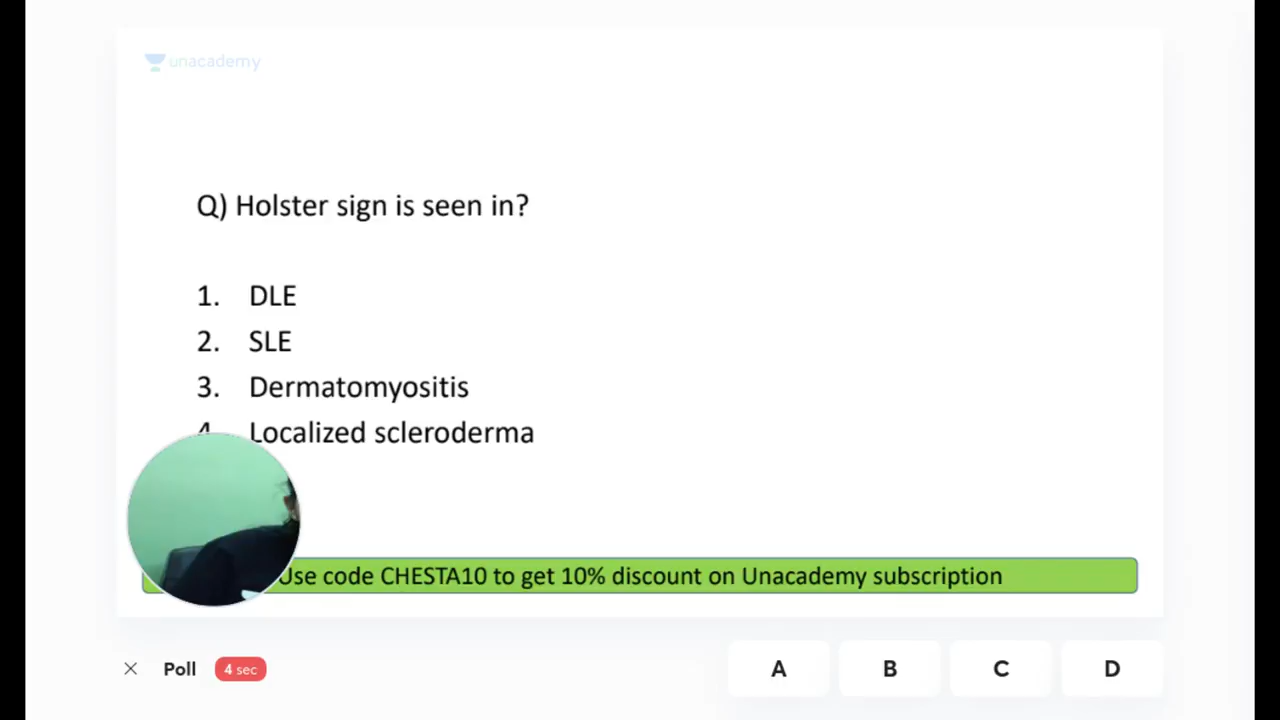 unacademy
Q) Holster sign is seen in?
1. DLE
2. SLE
3. Dermatomyositis
4. Localized scleroderma
Use code CHESTA10 to get 10% discount on Unacademy subscription
Poll 4 sec A B C D